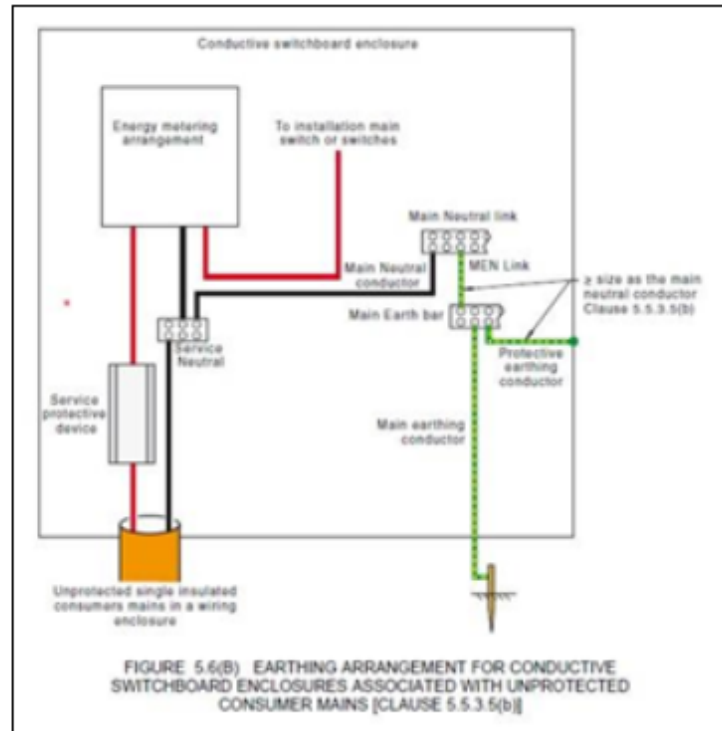 Conductive switchboard enclosure
Energy metering
arrangement
To installation main
switch or switches
Main Neutral link
Main Neutral
conductor
MEN Link
≥ size as the main
neutral conductor
Clause 5.5.3.5(b)
Main Earth bar
Service
Neutral
Protective
earthing
conductor
Service
protective
device
Main earthing
conductor
Unprotected single insulated
consumers mains in a wiring
enclosure
FIGURE 5.6(B) EARTHING ARRANGEMENT FOR CONDUCTIVE
SWITCHBOARD ENCLOSURES ASSOCIATED WITH UNPROTECTED
CONSUMER MAINS [CLAUSE 5.5.3.5(b)]